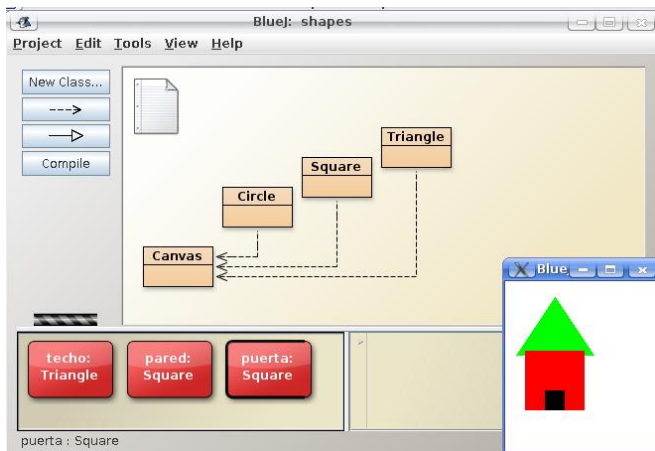 BlueJ: shapes
Project Edit Tools View Help
New Class...
Compile
Triangle
Square
Circle
Canvas
Blue
techo:
Triangle
pared:
Square
puerta:
Square
puerta : Square